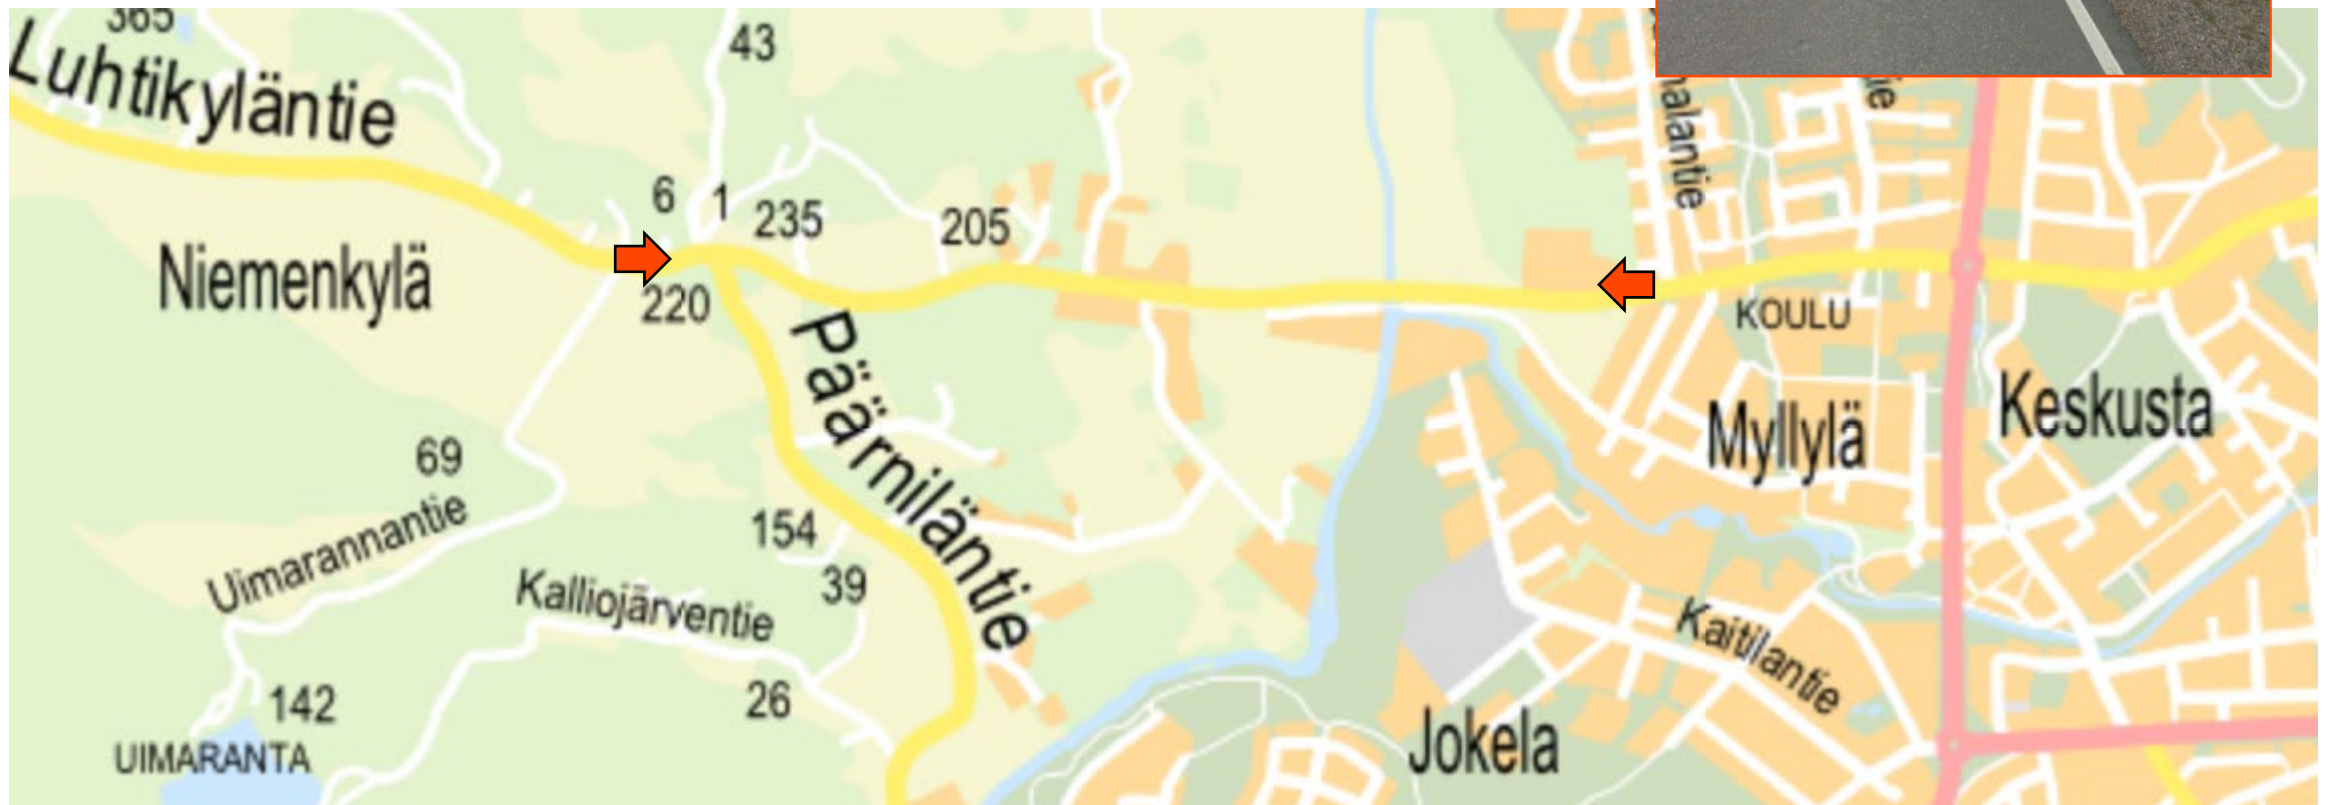 365
43
Luhtikyläntie
6
1
235
205
Niemenkylä
220
KOULU
Päärniläntie
Keskusta
Myllylä
69
Uimarannantie
154
39
Kalliojärventie
Kaitilantie
26
142
Jokela
UIMARANTA